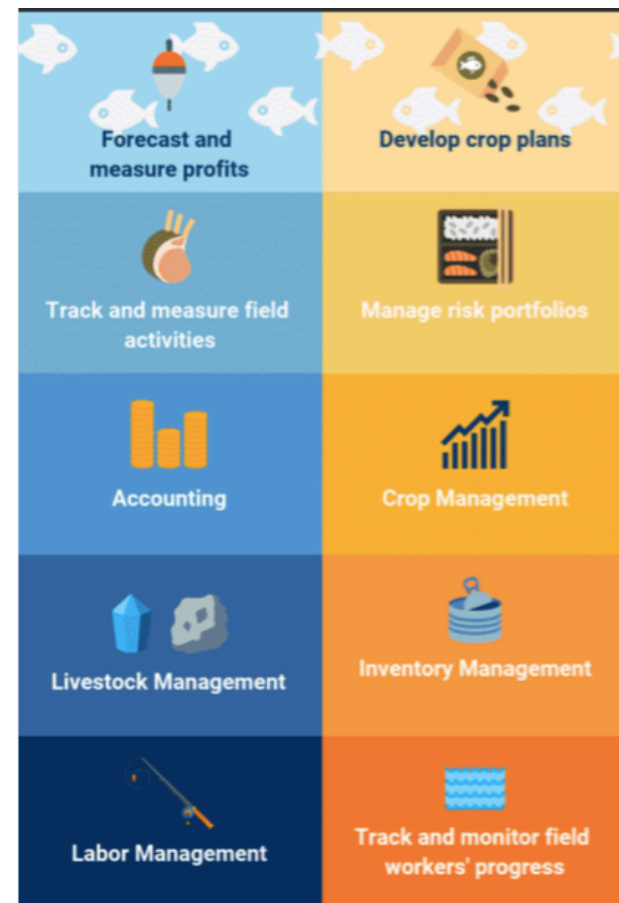 Forecast and
measure profits
Develop crop plans
Track and measure field
activities
Manage risk portfolios
Accounting
Crop Management
Livestock Management
Inventory Management
Labor Management
Track and monitor field
workers' progress